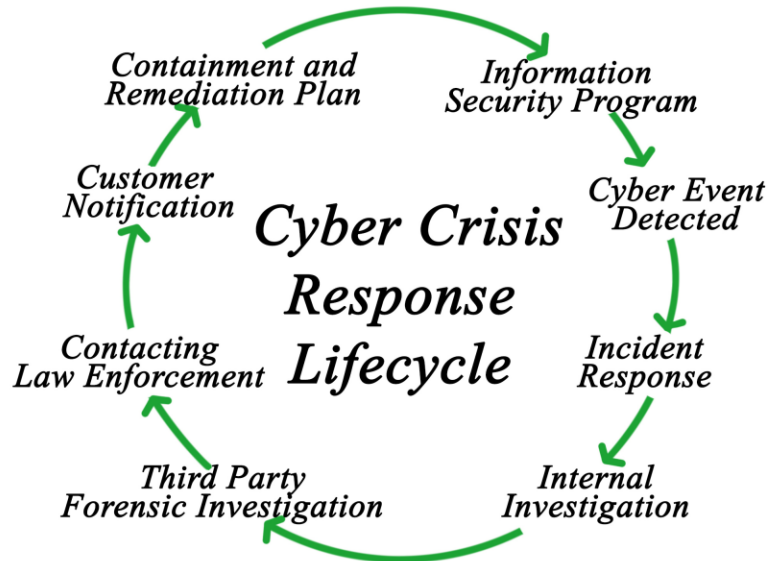 Cyber Crisis
Response
Lifecycle
Information
Security Program
Cyber Event
Detected
Incident
Response
Internal
Investigation
Third Party
Forensic Investigation
Contacting
Law Enforcement
Customer
Notification
Containment and
Remediation Plan